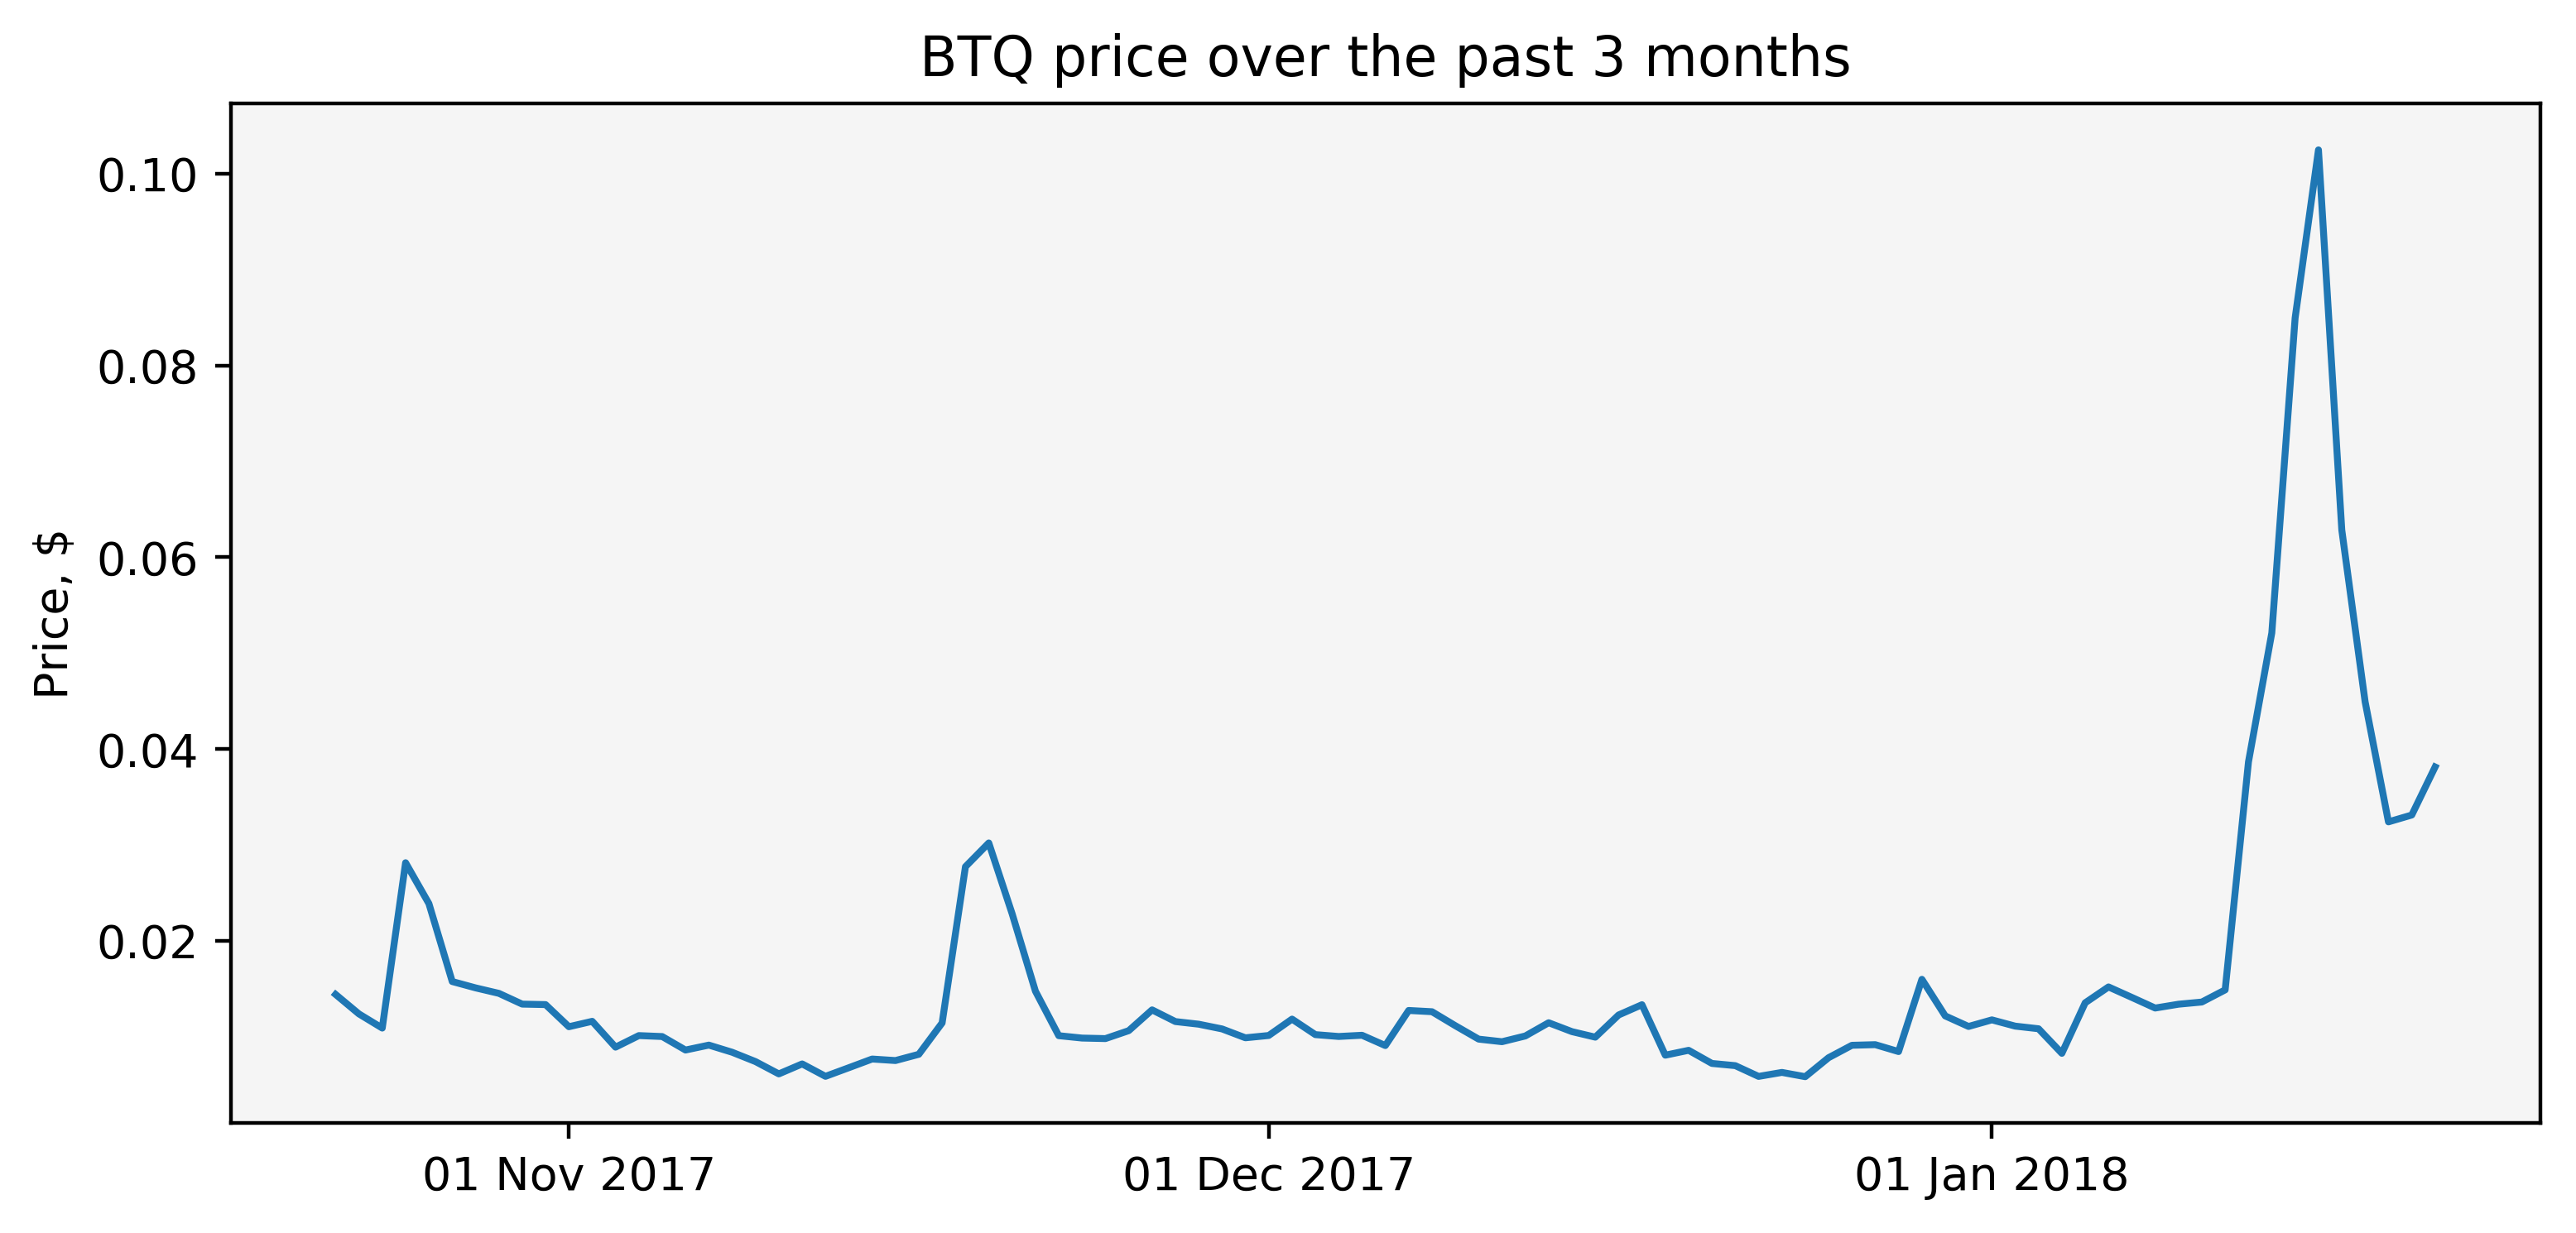 BTQ price over the past 3 months
Price, $
0.10
0.08
0.06
0.04
0.02
01 Nov 2017
01 Dec 2017
01 Jan 2018